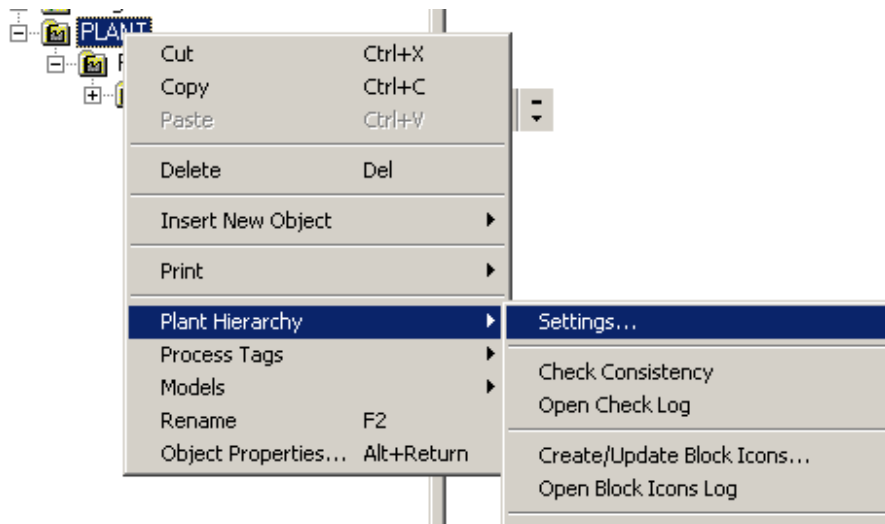 PLANT
Cut Ctrl+X
Copy Ctrl+C
Paste Ctrl+V
Delete Del
Insert New Object
Print
Plant Hierarchy
Process Tags
Models
Rename F2
Object Properties... Alt+Return
Settings...
Check Consistency
Open Check Log
Create/Update Block Icons...
Open Block Icons Log